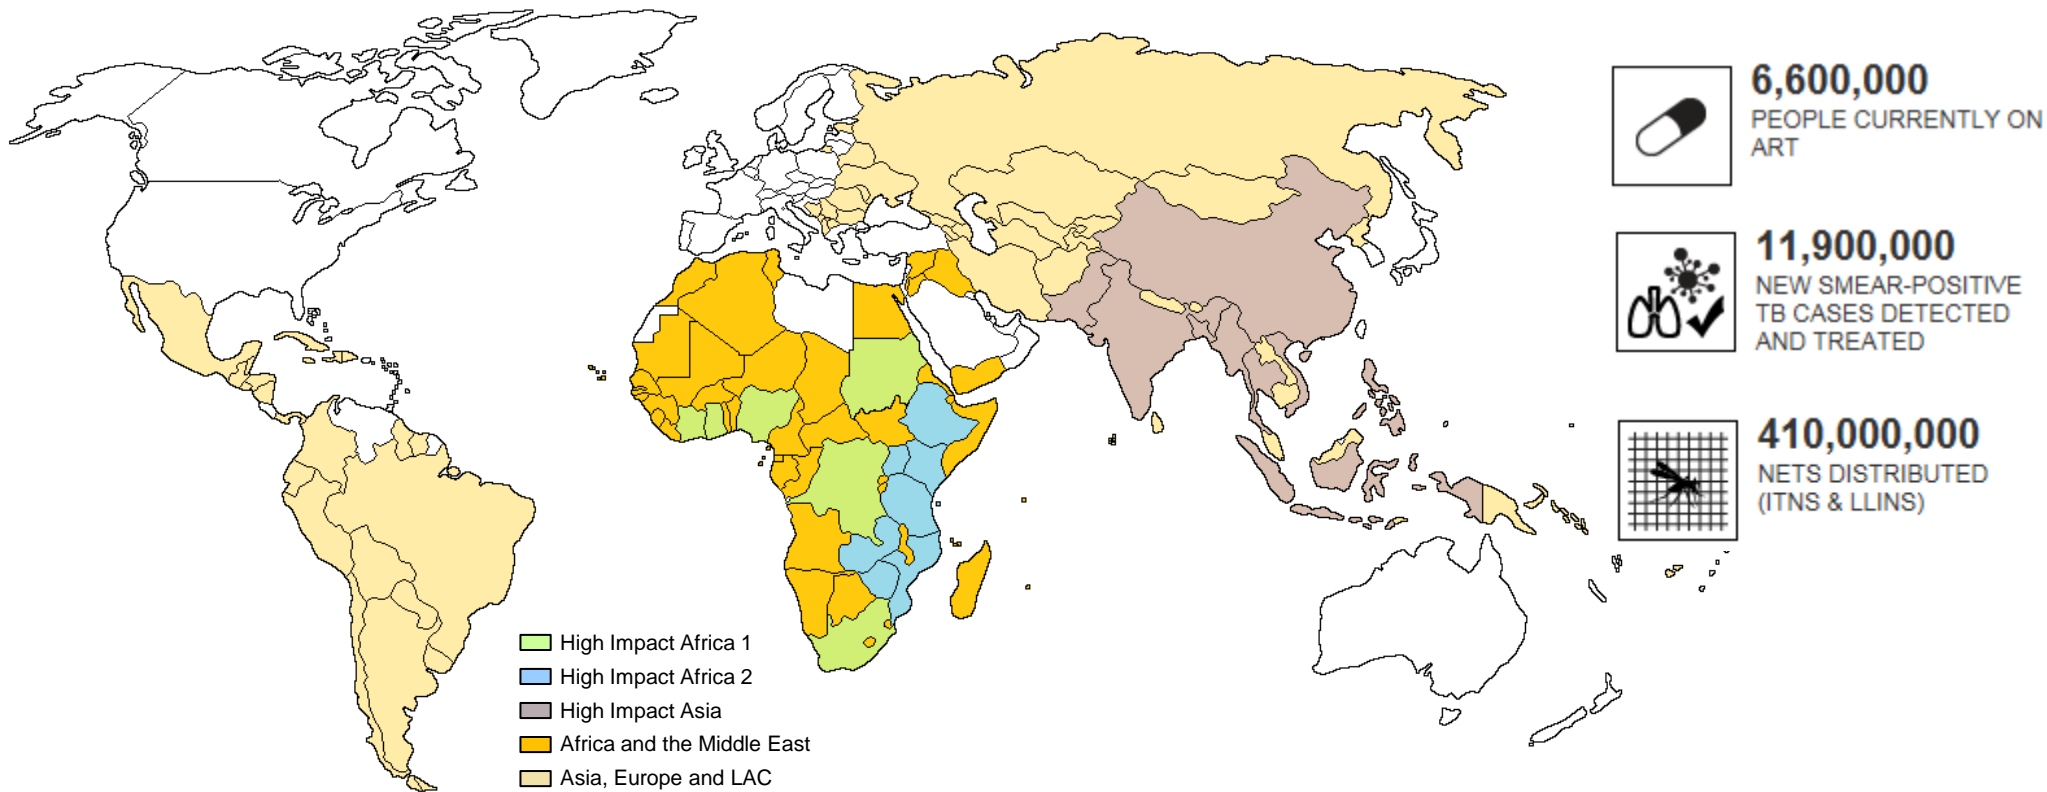 6,600,000
PEOPLE CURRENTLY ON
ART
11,900,000
NEW SMEAR-POSITIVE
TB CASES DETECTED
AND TREATED
410,000,000
NETS DISTRIBUTED
(ITNS & LLINS)
High Impact Africa 1
High Impact Africa 2
High Impact Asia
Africa and the Middle East
Asia, Europe and LAC